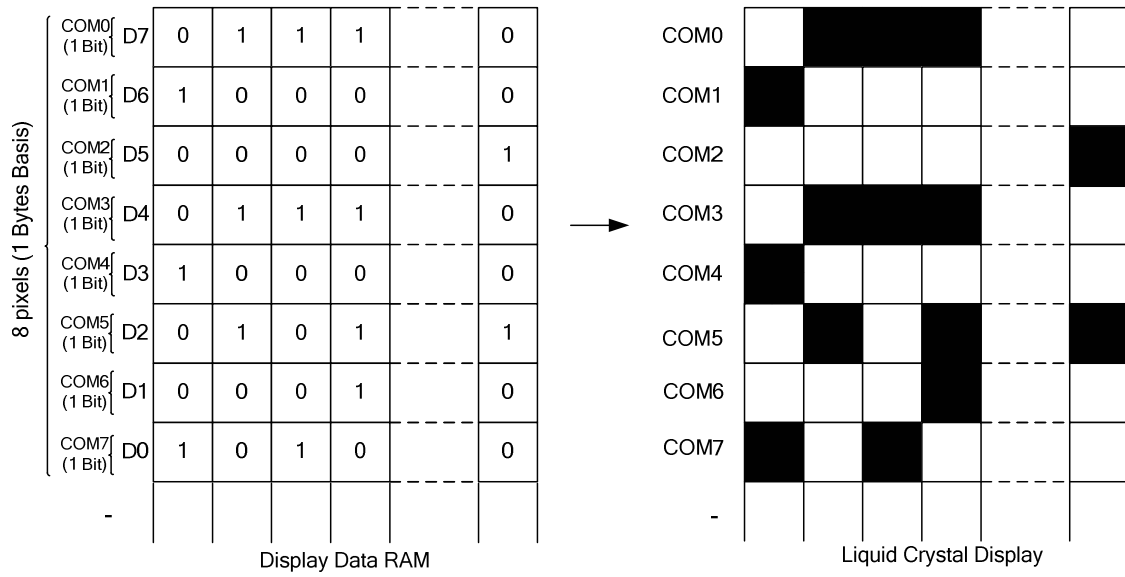 8 pixels (1 Bytes Basis)
COM0
(1 Bit)
D7 0 1 1 1 0
COM1
(1 Bit)
D6 1 0 0 0 0
COM2
(1 Bit)
D5 0 0 0 0 1
COM3
(1 Bit)
D4 0 1 1 1 0
COM4
(1 Bit)
D3 1 0 0 0 0
COM5
(1 Bit)
D2 0 1 0 1 1
COM6
(1 Bit)
D1 0 0 0 1 0
COM7
(1 Bit)
D0 1 0 1 0 0
-
Display Data RAM
COM0
COM1
COM2
COM3
COM4
COM5
COM6
COM7
-
Liquid Crystal Display